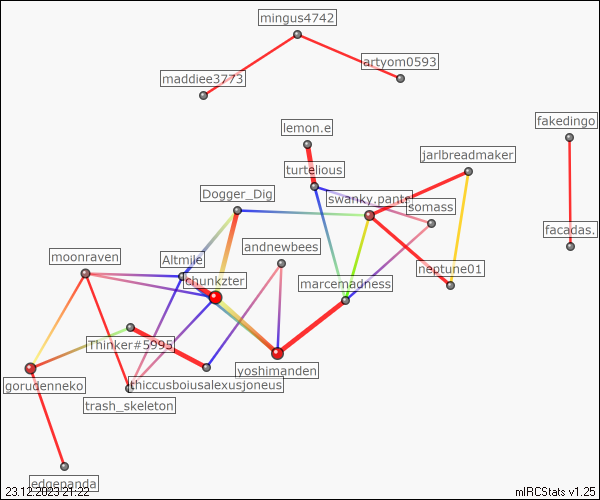 mingus4742
artyom0593
maddiee3773
fakedingo
lemon.e
jarlbreadmaker
turtelious
Dogger_Dig
swanky.pants
somass
facadas.
andnewbees
moonraven
Altmile
neptune01
chunkzter
marcemadness
Thinker#5995
yoshimanden
gorudenneko
thiccusboiusalexusjoneus
trash_skeleton
edgepanda
23.12.2023 21:22
mIRCStats v1.25